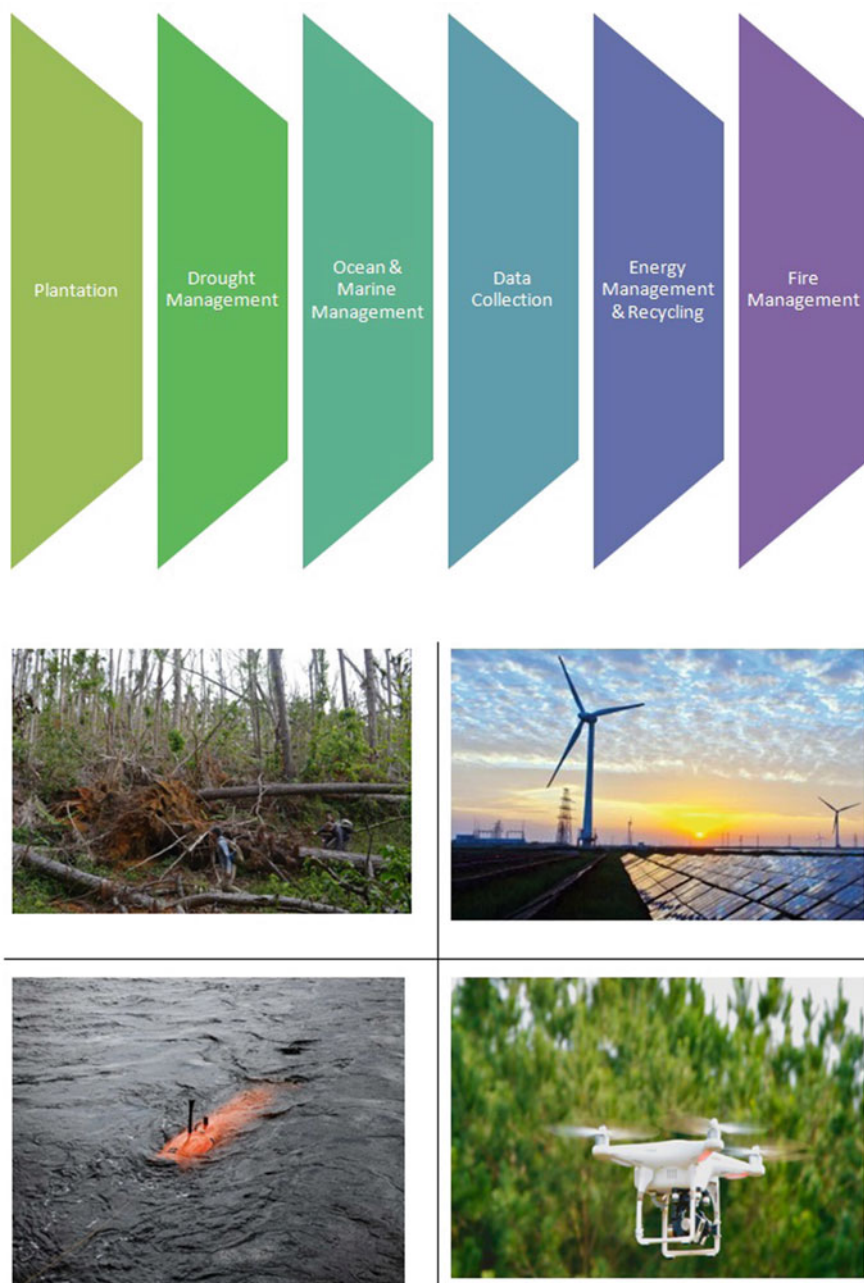 Plantation
Drought
Management
Ocean &
Marine
Management
Data
Collection
Energy
Management
& Recycling
Fire
Management